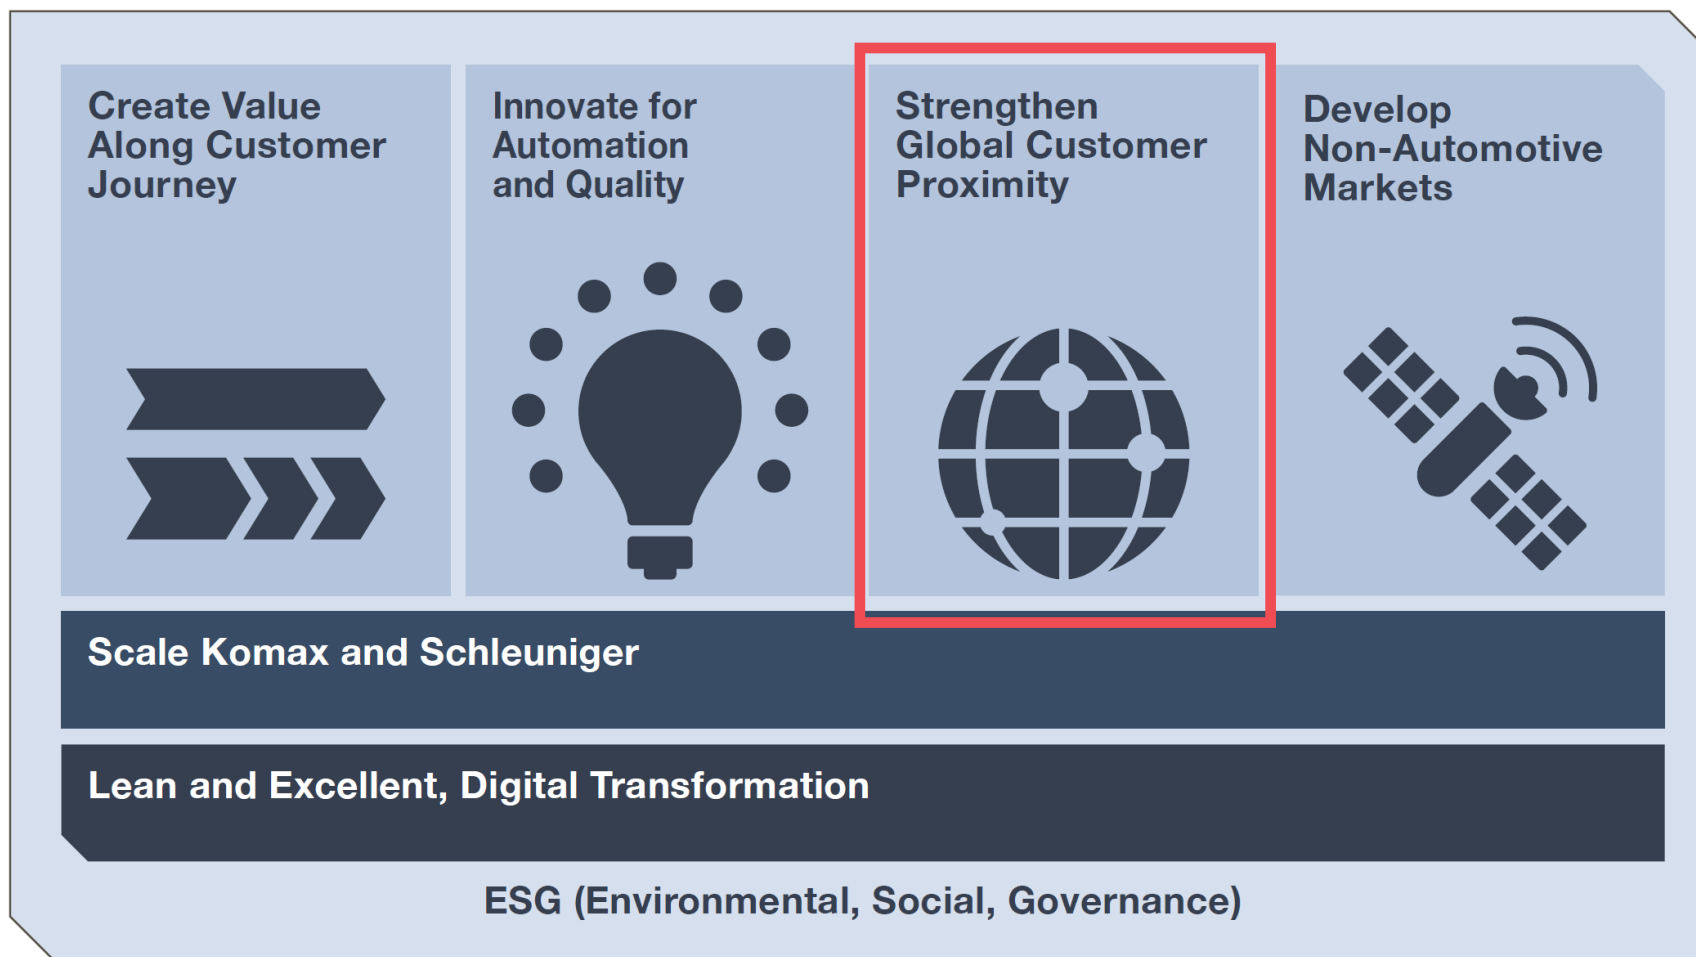 Create Value
Along Customer
Journey
Innovate for
Automation
and Quality
Strengthen
Global Customer
Proximity
Develop
Non-Automotive
Markets
Scale Komax and Schleuniger
Lean and Excellent, Digital Transformation
ESG (Environmental, Social, Governance)